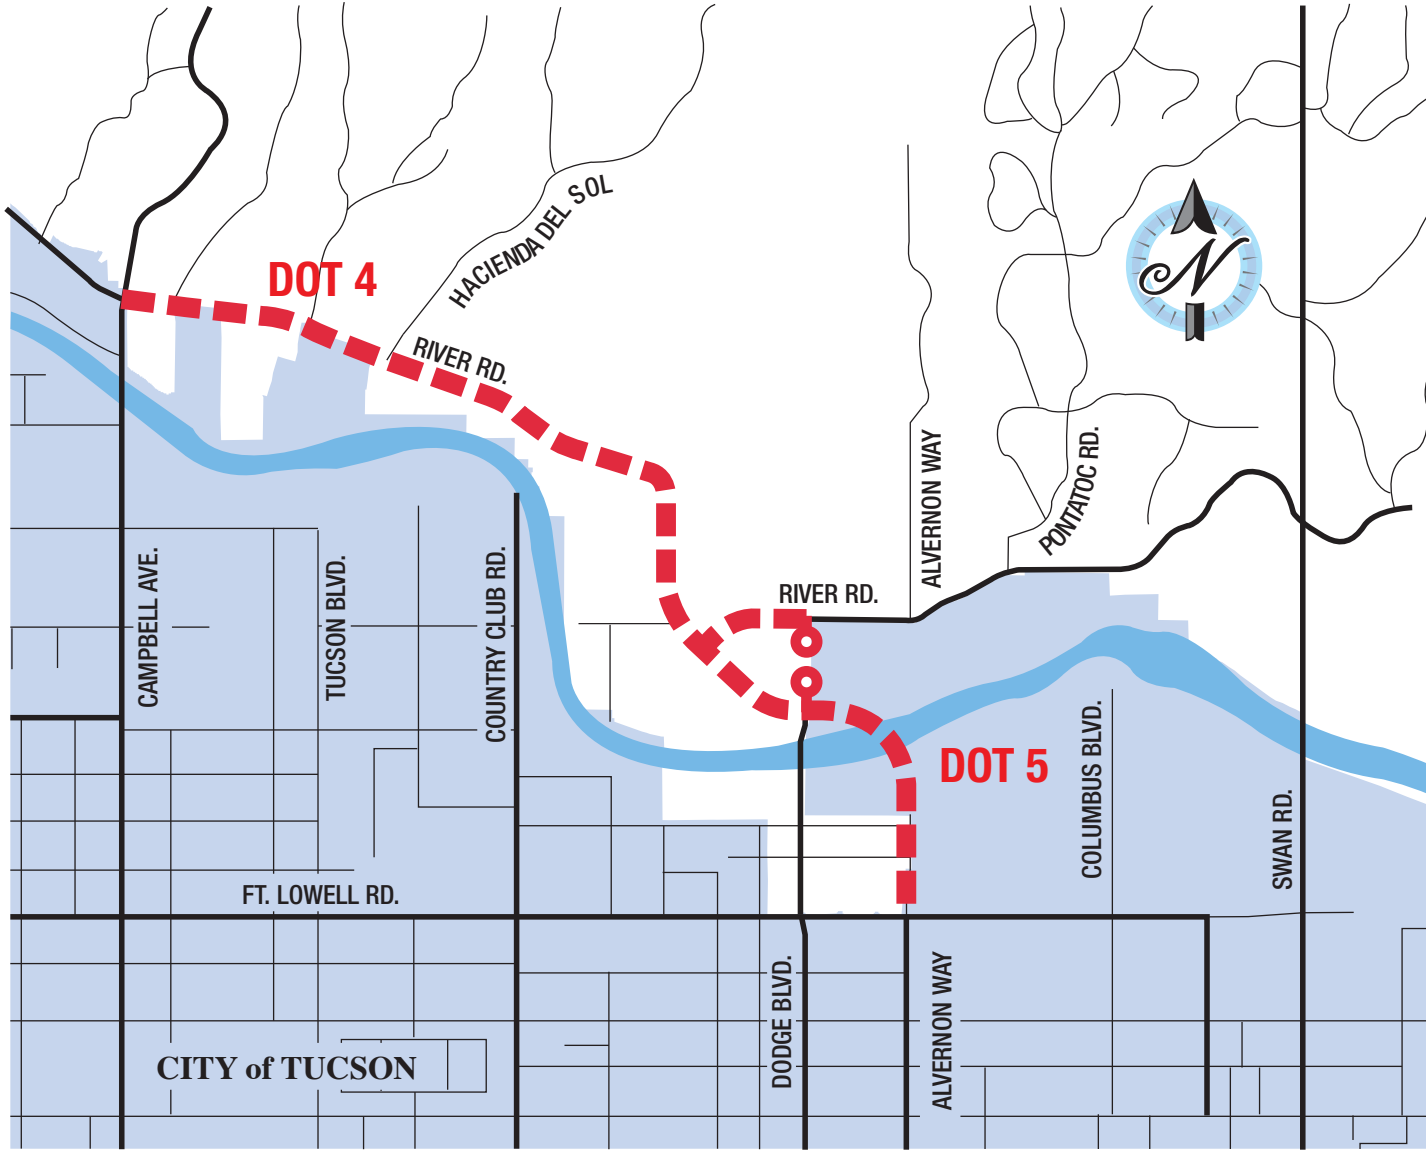 HACIENDA DEL SOL
DOT 4
N
RIVER RD.
ALVERNON WAY
PONTATOC RD.
RIVER RD.
CAMPBELL AVE.
TUCSON BLVD.
COUNTRY CLUB RD.
DOT 5
COLUMBUS BLVD.
SWAN RD.
FT. LOWELL RD.
DODGE BLVD.
ALVERNON WAY
CITY of TUCSON